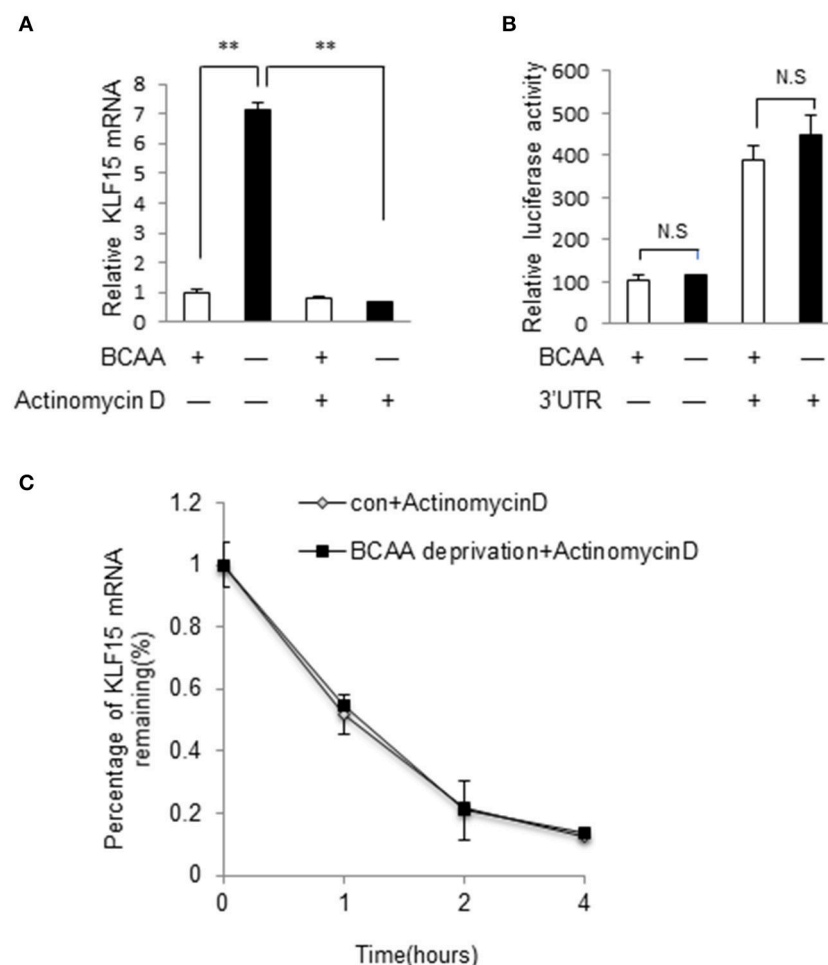 A
** **
Relative KLF15 mRNA
8
7
6
5
4
3
2
1
0
BCAA + — + —
Actinomycin D — — + +
B
Relative luciferase activity
600
500
400
300
200
100
0
N.S
N.S
BCAA + — + —
3'UTR — — + +
C
Percentage of KLF15 mRNA
remaining(%)
1.2
1
0.8
0.6
0.4
0.2
0
con+ActinomycinD
BCAA deprivation+ActinomycinD
0 1 2 4
Time(hours)